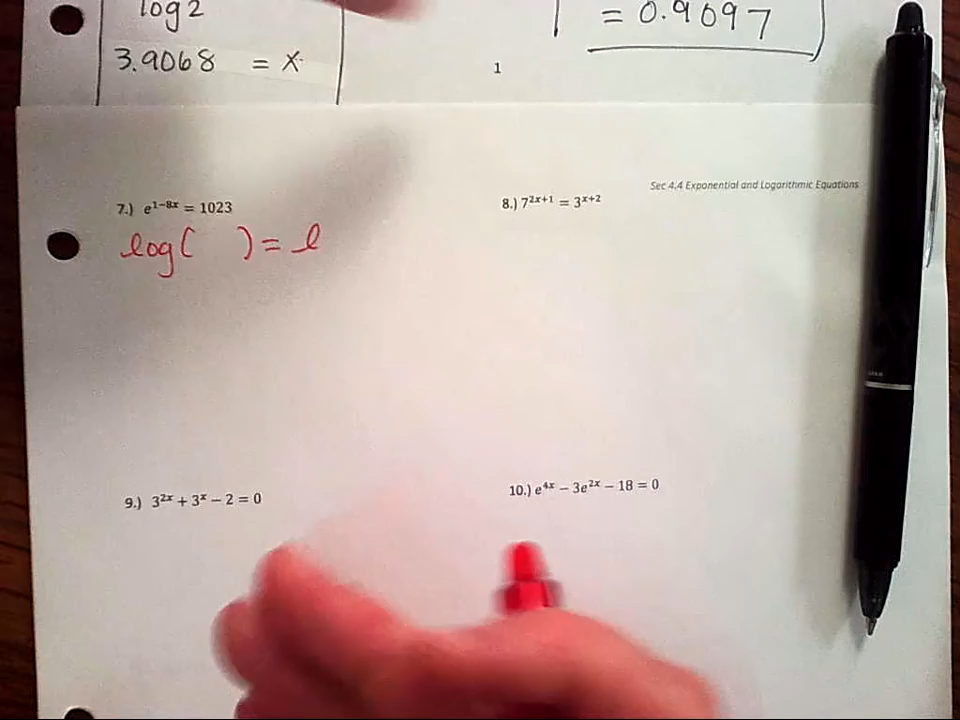 log 2
3.9068 = x
= 0.9097
1
Sec 4.4 Exponential and Logarithmic Equations
7.) e^{1-8x} = 1023
log( ) = l
8.) 7^{2x+1} = 3^{x+2}
9.) 3^{2x} + 3^x − 2 = 0
10.) e^{4x} − 3e^{2x} − 18 = 0